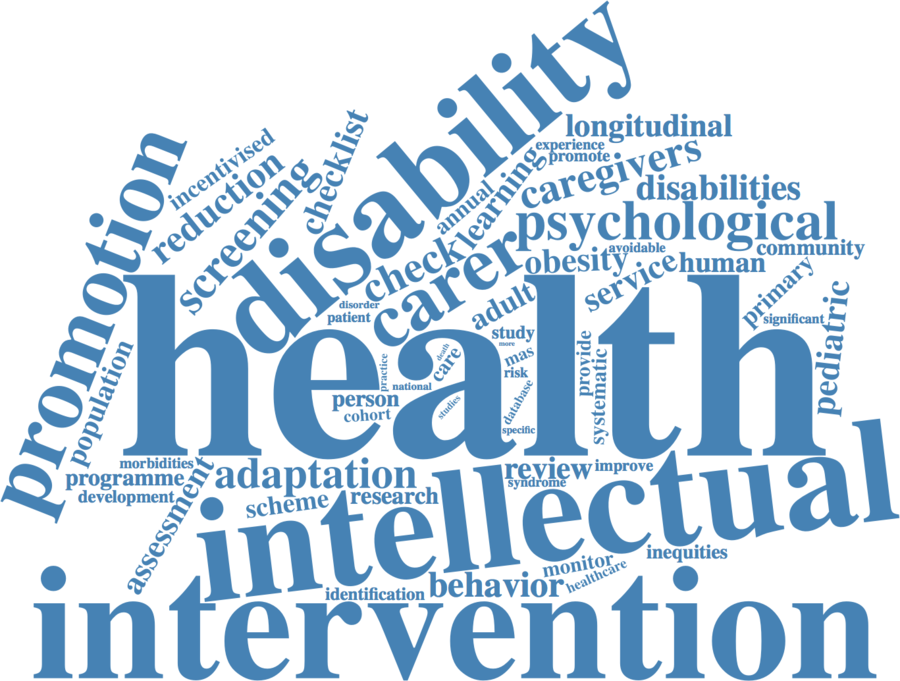 disability
longitudinal
experience
promote
caregivers
disabilities
incentivised
reduction
screening
checklist
annual
learning
psychological
promotion
check
carer
obesity
avoidable
community
service
human
primary
significant
pediatric
health
disorder
patient
adult
study
more
mas
risk
death
care
practice
national
studies
person
cohort
database
specific
provide
systematic
population
morbidities
programme
development
assessment
adaptation
scheme
research
intellectual
review
improve
syndrome
inequities
monitor
healthcare
behavior
identification
intervention